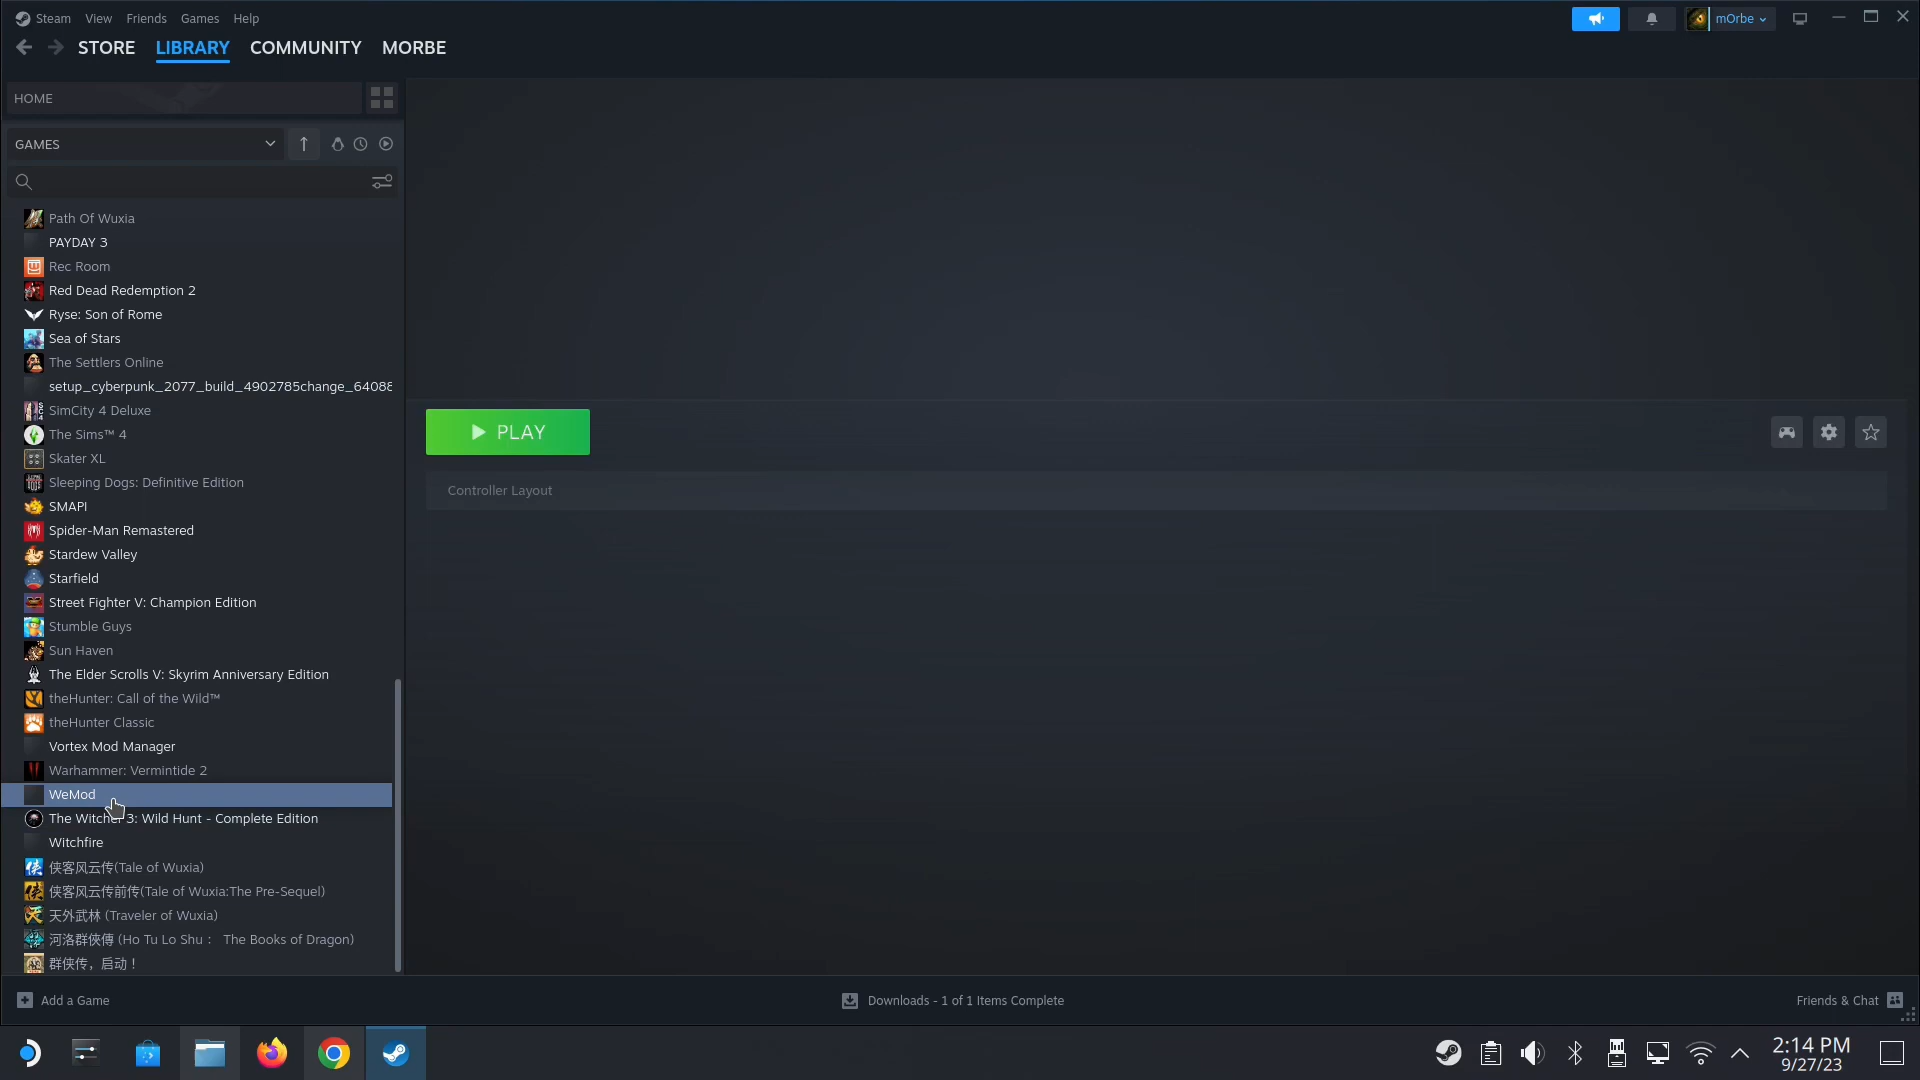 Steam View Friends Games Help
mOrbe
STORE LIBRARY COMMUNITY MORBE
HOME
GAMES
Path Of Wuxia
PAYDAY 3
Rec Room
Red Dead Redemption 2
Ryse: Son of Rome
Sea of Stars
The Settlers Online
setup_cyberpunk_2077_build_4902785change_64088
SimCity 4 Deluxe
The Sims™ 4
Skater XL
Sleeping Dogs: Definitive Edition
SMAPI
Spider-Man Remastered
Stardew Valley
Starfield
Street Fighter V: Champion Edition
Stumble Guys
Sun Haven
The Elder Scrolls V: Skyrim Anniversary Edition
theHunter: Call of the Wild™
theHunter Classic
Vortex Mod Manager
Warhammer: Vermintide 2
WeMod
The Witcher 3: Wild Hunt - Complete Edition
Witchfire
侠客风云传(Tale of Wuxia)
侠客风云传前传(Tale of Wuxia:The Pre-Sequel)
天外武林 (Traveler of Wuxia)
河洛群俠傳 (Ho Tu Lo Shu ： The Books of Dragon)
群侠传，启动！
PLAY
Controller Layout
Add a Game
Downloads - 1 of 1 Items Complete
Friends & Chat
2:14 PM
9/27/23